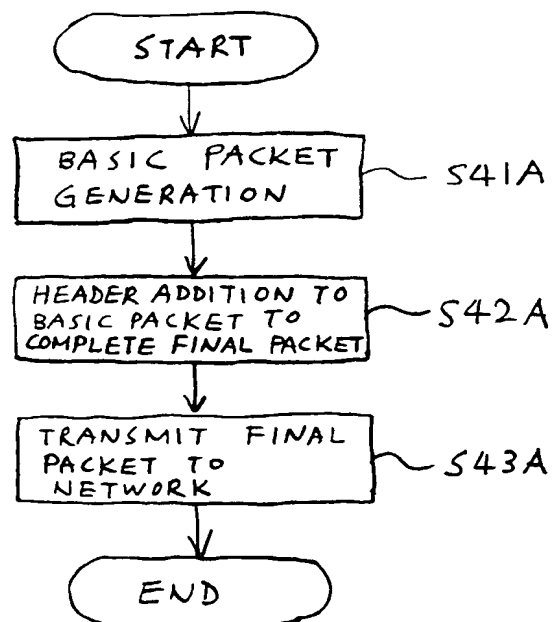 START
BASIC PACKET
GENERATION
S41A
HEADER ADDITION TO
BASIC PACKET TO
COMPLETE FINAL PACKET
S42A
TRANSMIT FINAL
PACKET TO
NETWORK
S43A
END